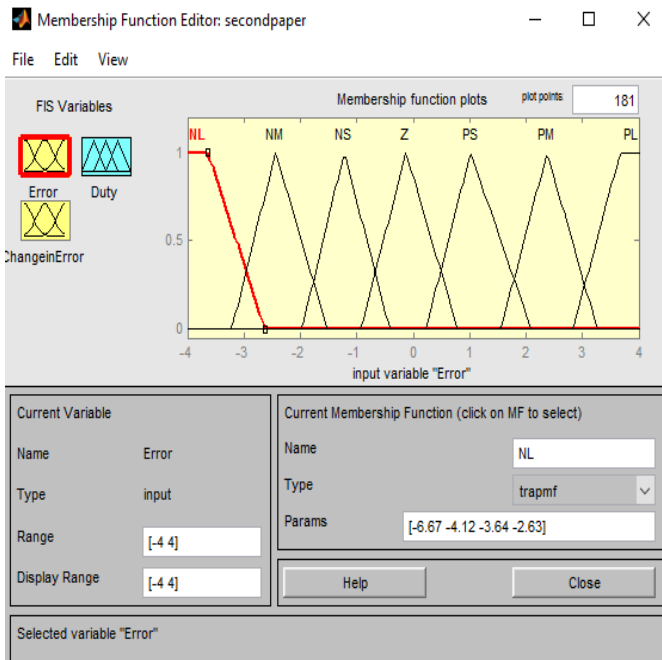 Membership Function Editor: secondpaper
File Edit View
FIS Variables
Membership function plots
plot points:
181
Error
Duty
ChangeinError
NL NM NS Z PS PM PL
1
0.5
0
-4 -3 -2 -1 0 1 2 3 4
input variable "Error"
Current Variable
Name Error
Type input
Range [-4 4]
Display Range [-4 4]
Current Membership Function (click on MF to select)
Name NL
Type trapmf
Params [-6.67 -4.12 -3.64 -2.63]
Help Close
Selected variable "Error"